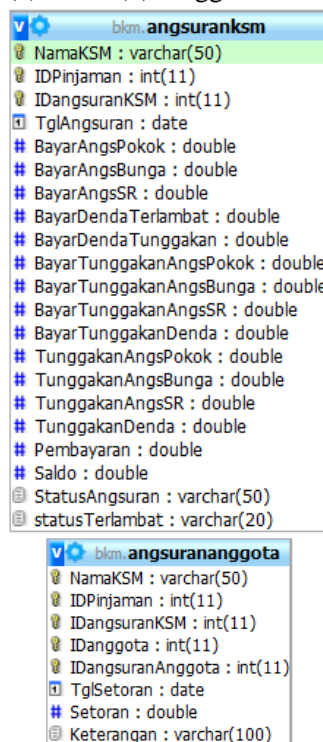 bkm.angsuranksm
NamaKSM : varchar(50)
IDPinjaman : int(11)
IDangsuranKSM : int(11)
TglAngsuran : date
BayarAngsPokok : double
BayarAngsBunga : double
BayarAngsSR : double
BayarDendaTerlambat : double
BayarDendaTunggakan : double
BayarTunggakanAngsPokok : double
BayarTunggakanAngsBunga : double
BayarTunggakanAngsSR : double
BayarTunggakanDenda : double
TunggakanAngsPokok : double
TunggakanAngsBunga : double
TunggakanAngsSR : double
TunggakanDenda : double
Pembayaran : double
Saldo : double
StatusAngsuran : varchar(50)
statusTerlambat : varchar(20)
bkm.angsurananggota
NamaKSM : varchar(50)
IDPinjaman : int(11)
IDangsuranKSM : int(11)
IDanggota : int(11)
IDangsuranAnggota : int(11)
TglSetoran : date
Setoran : double
Keterangan : varchar(100)